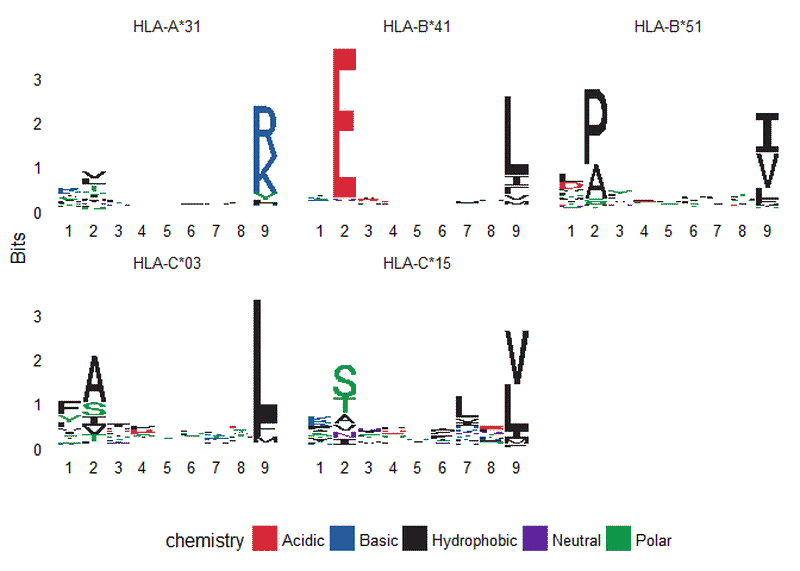 HLA-A*31 HLA-B*41 HLA-B*51
3
2
1
0
E
R
K
L
P
A
I
V
L
1 2 3 4 5 6 7 8 9 1 2 3 4 5 6 7 8 9 1 2 3 4 5 6 7 8 9
Bits
HLA-C*03 HLA-C*15
3
2
1
0
F
A
S
L
S
T
L
V
L
1 2 3 4 5 6 7 8 9 1 2 3 4 5 6 7 8 9
chemistry Acidic Basic Hydrophobic Neutral Polar